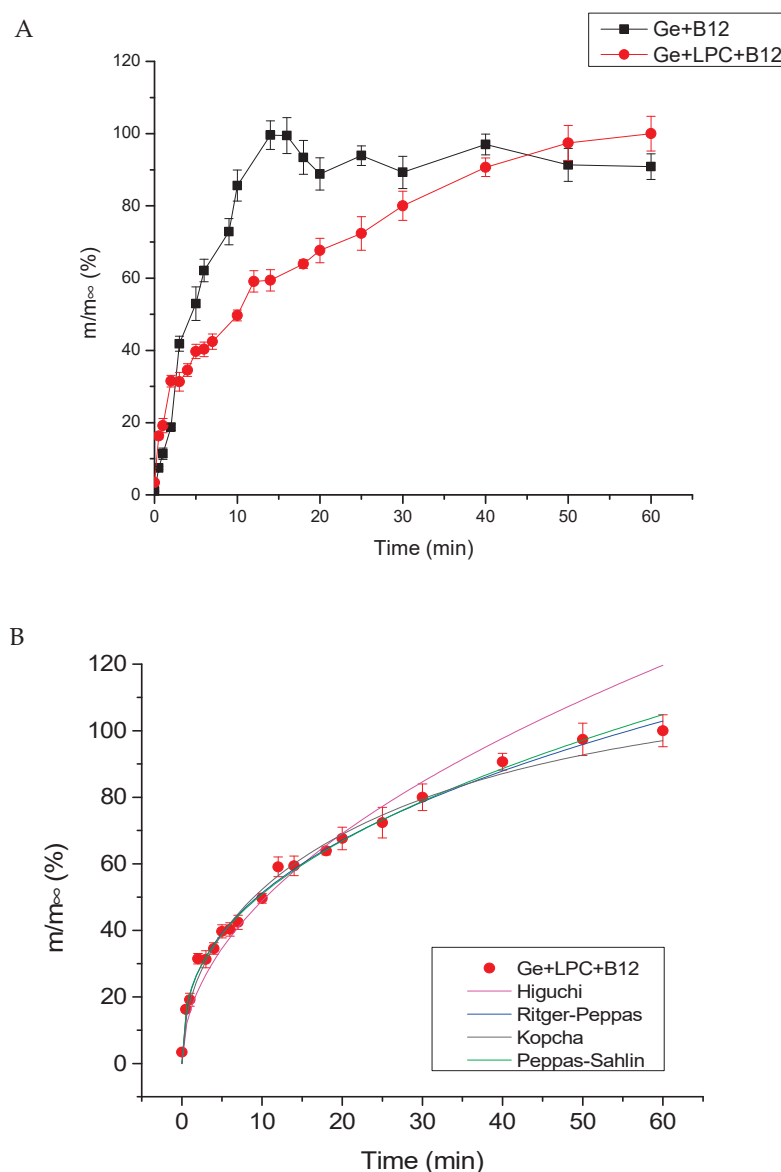 A
Ge+B12
Ge+LPC+B12
120
100
80
60
40
20
0
m/m∞ (%)
0 10 20 30 40 50 60
Time (min)
B
120
100
80
60
40
20
0
m/m∞ (%)
Ge+LPC+B12
Higuchi
Ritger-Peppas
Kopcha
Peppas-Sahlin
0 10 20 30 40 50 60
Time (min)